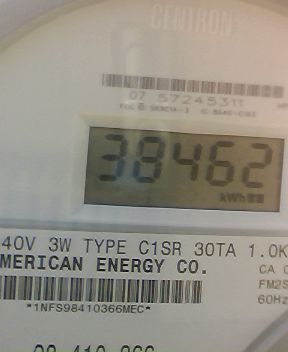 CENTRON
07 57245311
38462
kWh
40V 3W TYPE C1SR 30TA 1.0K
MERICAN ENERGY CO.
CA 0
FM2S
60Hz
*1NFS98410366MEC*